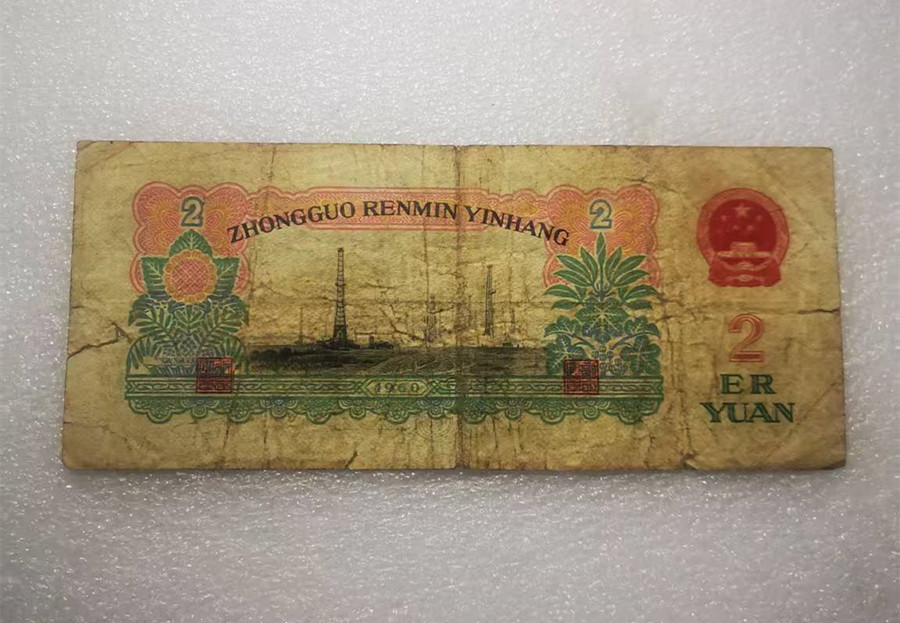 2
2
ZHONGGUO RENMIN YINHANG
1960
2
ER
YUAN